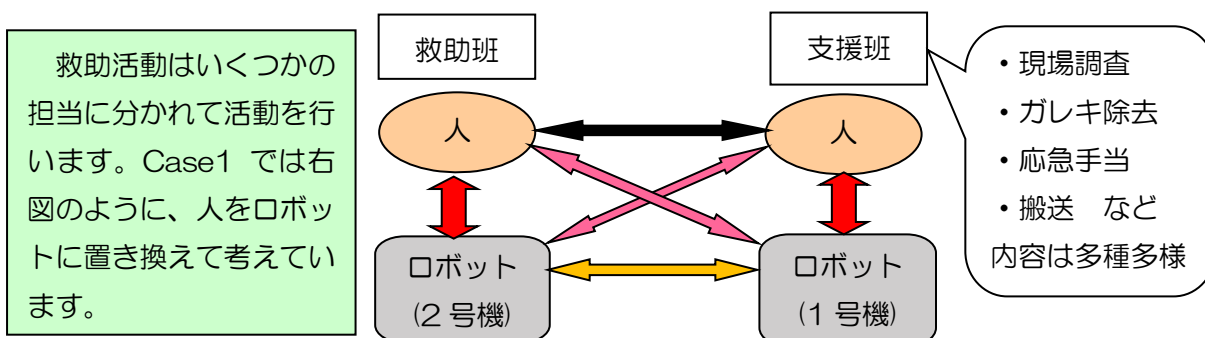 救助活動はいくつかの
担当に分かれて活動を行
います。Case1 では右
図のように、人をロボッ
トに置き換えて考えてい
ます。
救助班
支援班
人
人
ロボット
(2 号機)
ロボット
(1 号機)
・現場調査
・ガレキ除去
・応急手当
・搬送 など
内容は多種多様